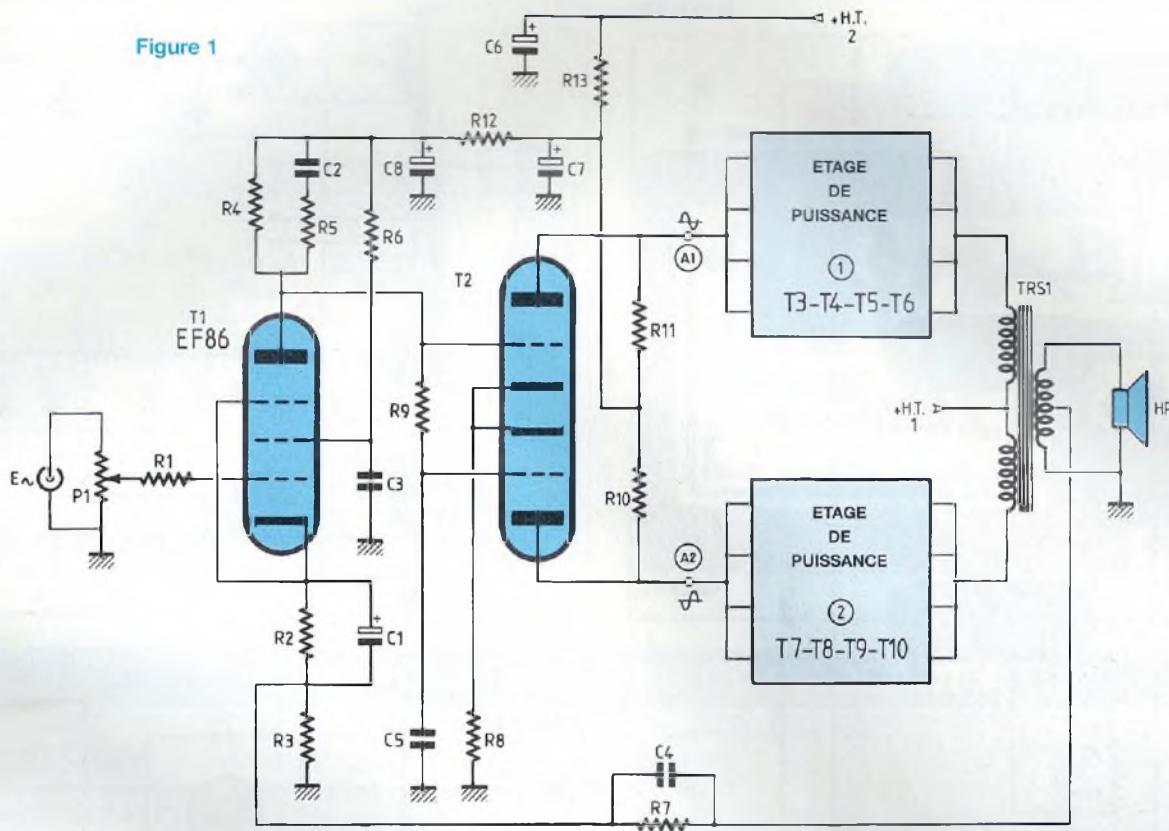 Figure 1
+H.T.
2
C6
R13
R12
C2
C8
C7
R4
R5
R6
ETAGE
DE
PUISSANCE
1
T3-T4-T5-T6
A1
T2
T1
EF86
R11
TRS1
R9
+H.T.
1
HP
E~
P1
R1
C3
R10
ETAGE
DE
PUISSANCE
2
T7-T8-T9-T10
A2
R2
C1
R3
C5
R8
C4
R7